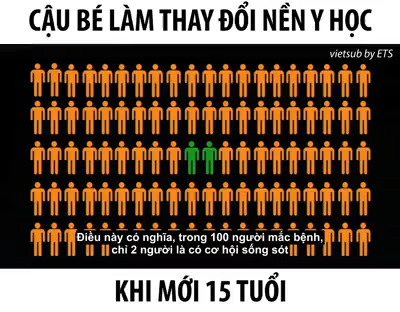 CẬU BÉ LÀM THAY ĐỔI NỀN Y HỌC
vietsub by ETS
Điều này có nghĩa, trong 100 người mắc bệnh,
chỉ 2 người là có cơ hội sống sót
KHI MỚI 15 TUỔI